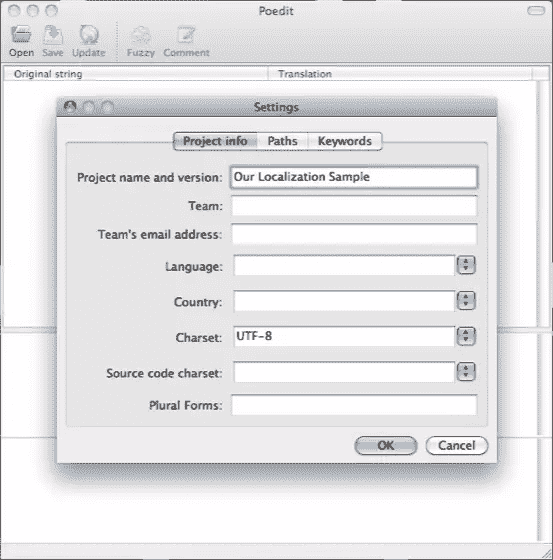 Poedit
Open Save Update Fuzzy Comment
Original string Translation
Settings
Project info Paths Keywords
Project name and version: Our Localization Sample
Team:
Team's email address:
Language:
Country:
Charset: UTF-8
Source code charset:
Plural Forms:
OK Cancel